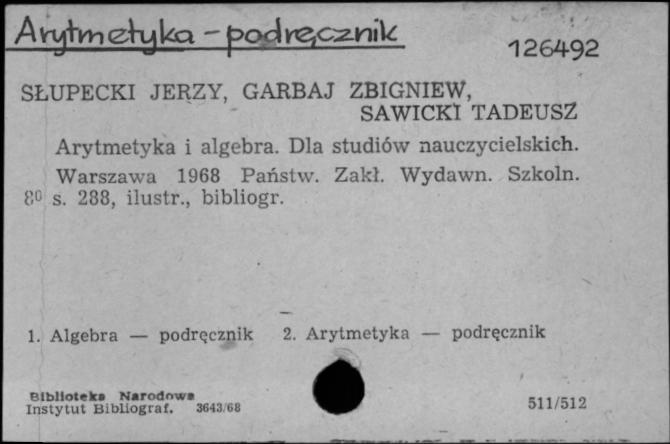 Arytmetyka - podręcznik
126492
SŁUPECKI JERZY, GARBAJ ZBIGNIEW,
SAWICKI TADEUSZ
Arytmetyka i algebra. Dla studiów nauczycielskich.
Warszawa 1968 Państw. Zakł. Wydawn. Szkoln.
8⁰ s. 288, ilustr., bibliogr.
1. Algebra — podręcznik 2. Arytmetyka — podręcznik
Biblioteka Narodowa
Instytut Bibliograf. 3643/68
511/512